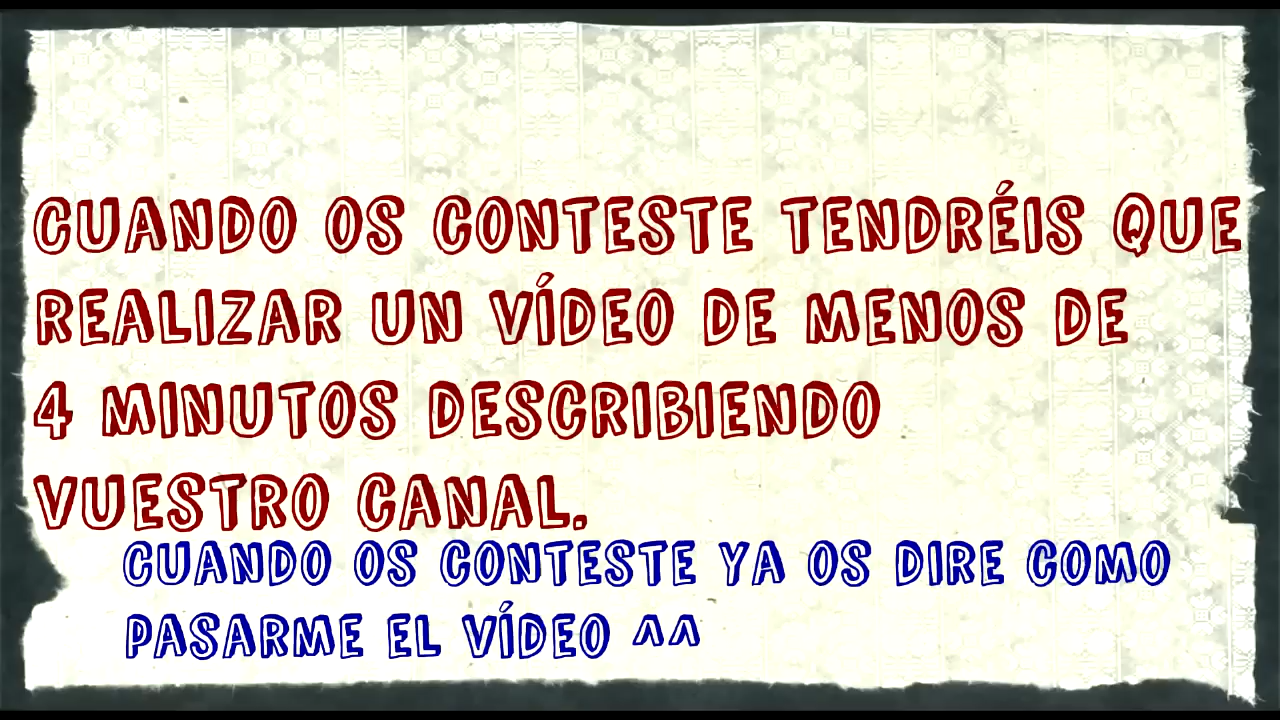 CUANDO OS CONTESTE TENDRÉIS QUE
REALIZAR UN VÍDEO DE MENOS DE
4 MINUTOS DESCRIBIENDO
VUESTRO CANAL.
CUANDO OS CONTESTE YA OS DIRE COMO
PASARME EL VÍDEO ^^